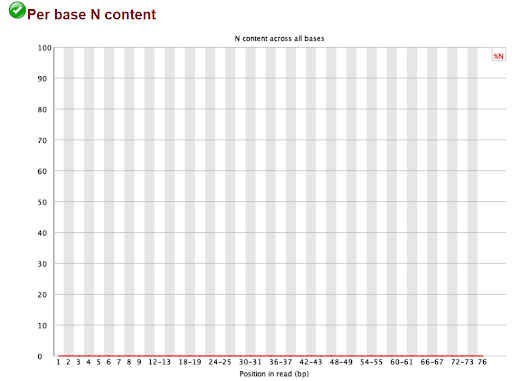 Per base N content
N content across all bases
%N
100
90
80
70
60
50
40
30
20
10
0
1 2 3 4 5 6 7 8 9 12-13 18-19 24-25 30-31 36-37 42-43 48-49 54-55 60-61 66-67 72-73 76
Position in read (bp)